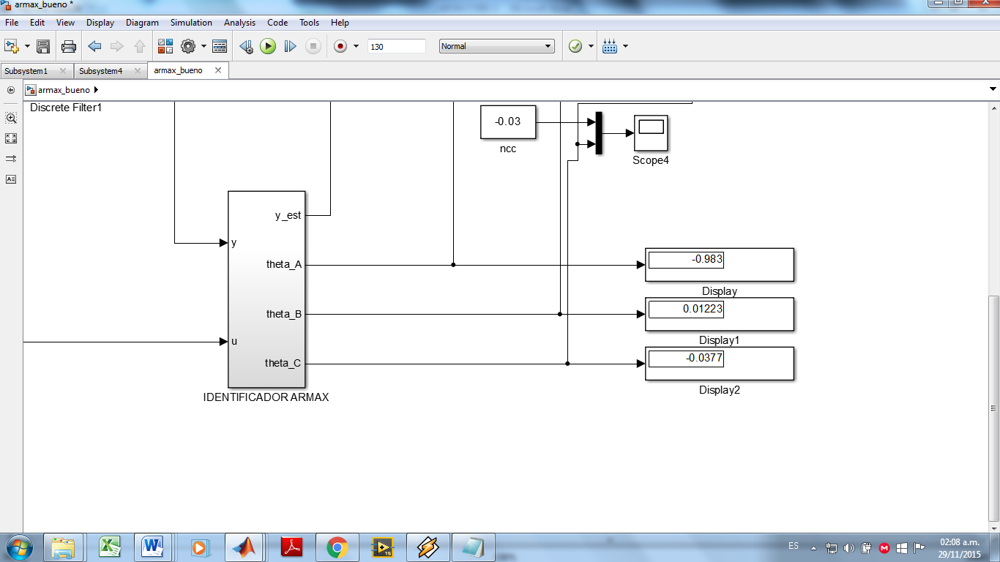 armax_bueno *
File Edit View Display Diagram Simulation Analysis Code Tools Help
130 Normal
Subsystem1 Subsystem4 armax_bueno
armax_bueno
Discrete Filter1
-0.03
ncc
Scope4
y_est
y
theta_A
theta_B
u
theta_C
IDENTIFICADOR ARMAX
-0.983
Display
0.01223
Display1
-0.0377
Display2
ES
02:08 a.m.
29/11/2015